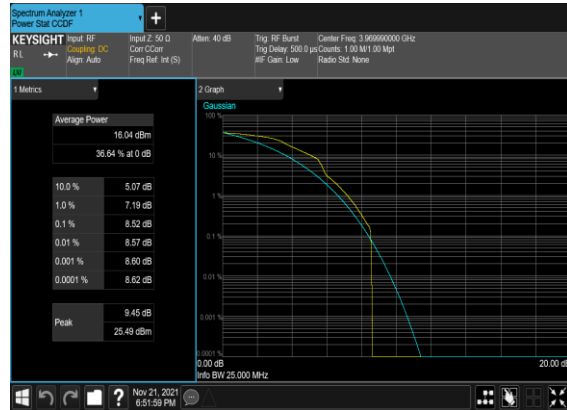 Spectrum Analyzer 1
Power Stat CCDF
+
KEYSIGHT
R L
LW
Input: RF
Coupling: DC
Align: Auto
Input Z: 50 Ω
Corr CCorr
Freq Ref: Int (S)
Atten: 40 dB
Trig: RF Burst
Trig Delay: 500.0 µs
#IF Gain: Low
Center Freq: 3.969990000 GHz
Counts: 1.00 M/1.00 Mpt
Radio Std: None
1 Metrics
Average Power
16.04 dBm
36.64 % at 0 dB
10.0 % 5.07 dB
1.0 % 7.19 dB
0.1 % 8.52 dB
0.01 % 8.57 dB
0.001 % 8.60 dB
0.0001 % 8.62 dB
Peak
9.45 dB
25.49 dBm
2 Graph
Gaussian
100 %
10 %
1 %
0.1 %
0.01 %
0.001 %
0.0001 %
0.00 dB
20.00 dB
Info BW 25.000 MHz
?
Nov 21, 2021
6:51:59 PM